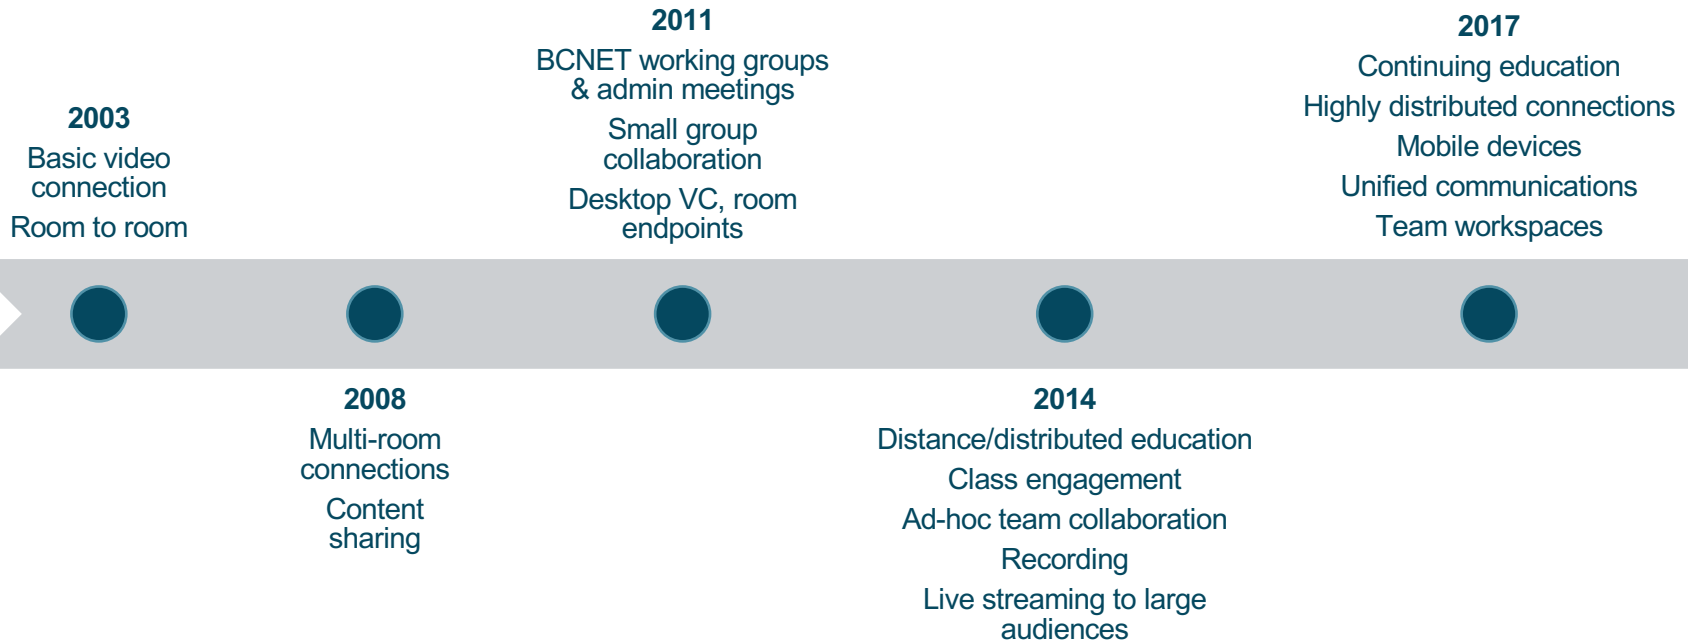 2003
Basic video
connection
Room to room
2008
Multi-room
connections
Content
sharing
2011
BCNET working groups
& admin meetings
Small group
collaboration
Desktop VC, room
endpoints
2014
Distance/distributed education
Class engagement
Ad-hoc team collaboration
Recording
Live streaming to large
audiences
2017
Continuing education
Highly distributed connections
Mobile devices
Unified communications
Team workspaces